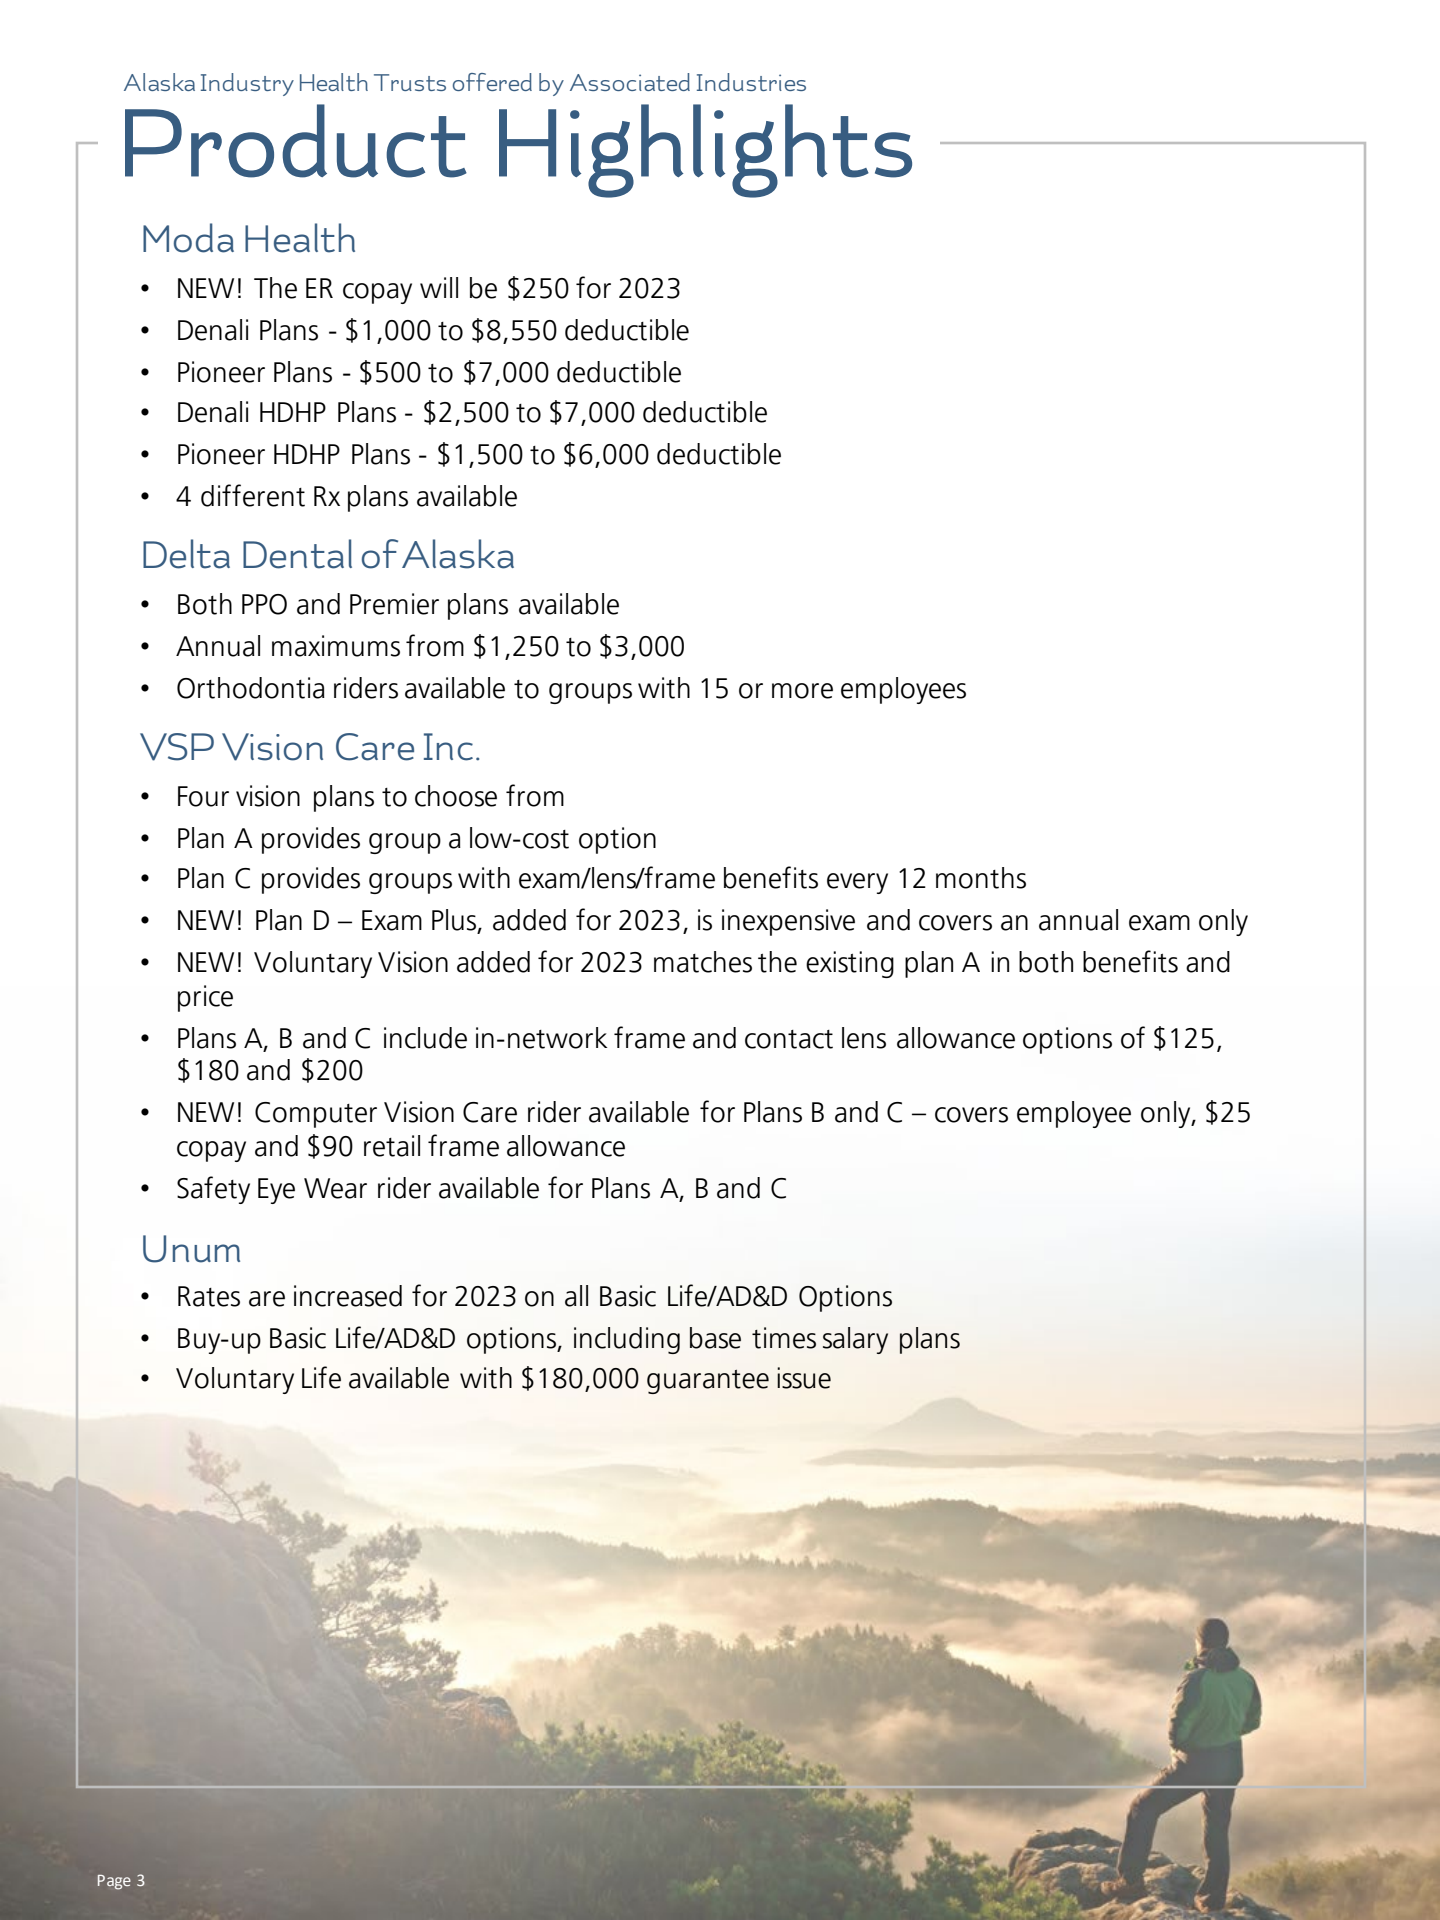 Alaska Industry Health Trusts offered by Associated Industries
Product Highlights
Moda Health
• NEW! The ER copay will be $250 for 2023
• Denali Plans - $1,000 to $8,550 deductible
• Pioneer Plans - $500 to $7,000 deductible
• Denali HDHP Plans - $2,500 to $7,000 deductible
• Pioneer HDHP Plans - $1,500 to $6,000 deductible
• 4 different Rx plans available
Delta Dental of Alaska
• Both PPO and Premier plans available
• Annual maximums from $1,250 to $3,000
• Orthodontia riders available to groups with 15 or more employees
VSP Vision Care Inc.
• Four vision plans to choose from
• Plan A provides group a low-cost option
• Plan C provides groups with exam/lens/frame benefits every 12 months
• NEW! Plan D – Exam Plus, added for 2023, is inexpensive and covers an annual exam only
• NEW! Voluntary Vision added for 2023 matches the existing plan A in both benefits and
price
• Plans A, B and C include in-network frame and contact lens allowance options of $125,
$180 and $200
• NEW! Computer Vision Care rider available for Plans B and C – covers employee only, $25
copay and $90 retail frame allowance
• Safety Eye Wear rider available for Plans A, B and C
Unum
• Rates are increased for 2023 on all Basic Life/AD&D Options
• Buy-up Basic Life/AD&D options, including base times salary plans
• Voluntary Life available with $180,000 guarantee issue
Page 3